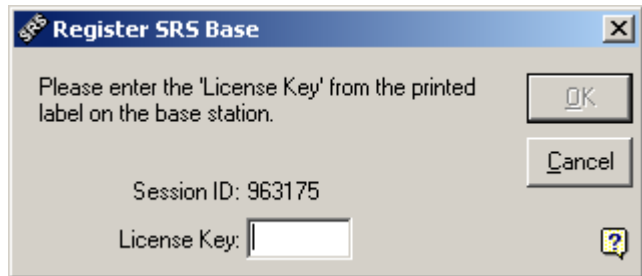 SRS Register SRS Base
Please enter the 'License Key' from the printed
label on the base station.
OK
Cancel
Session ID: 963175
License Key:
?